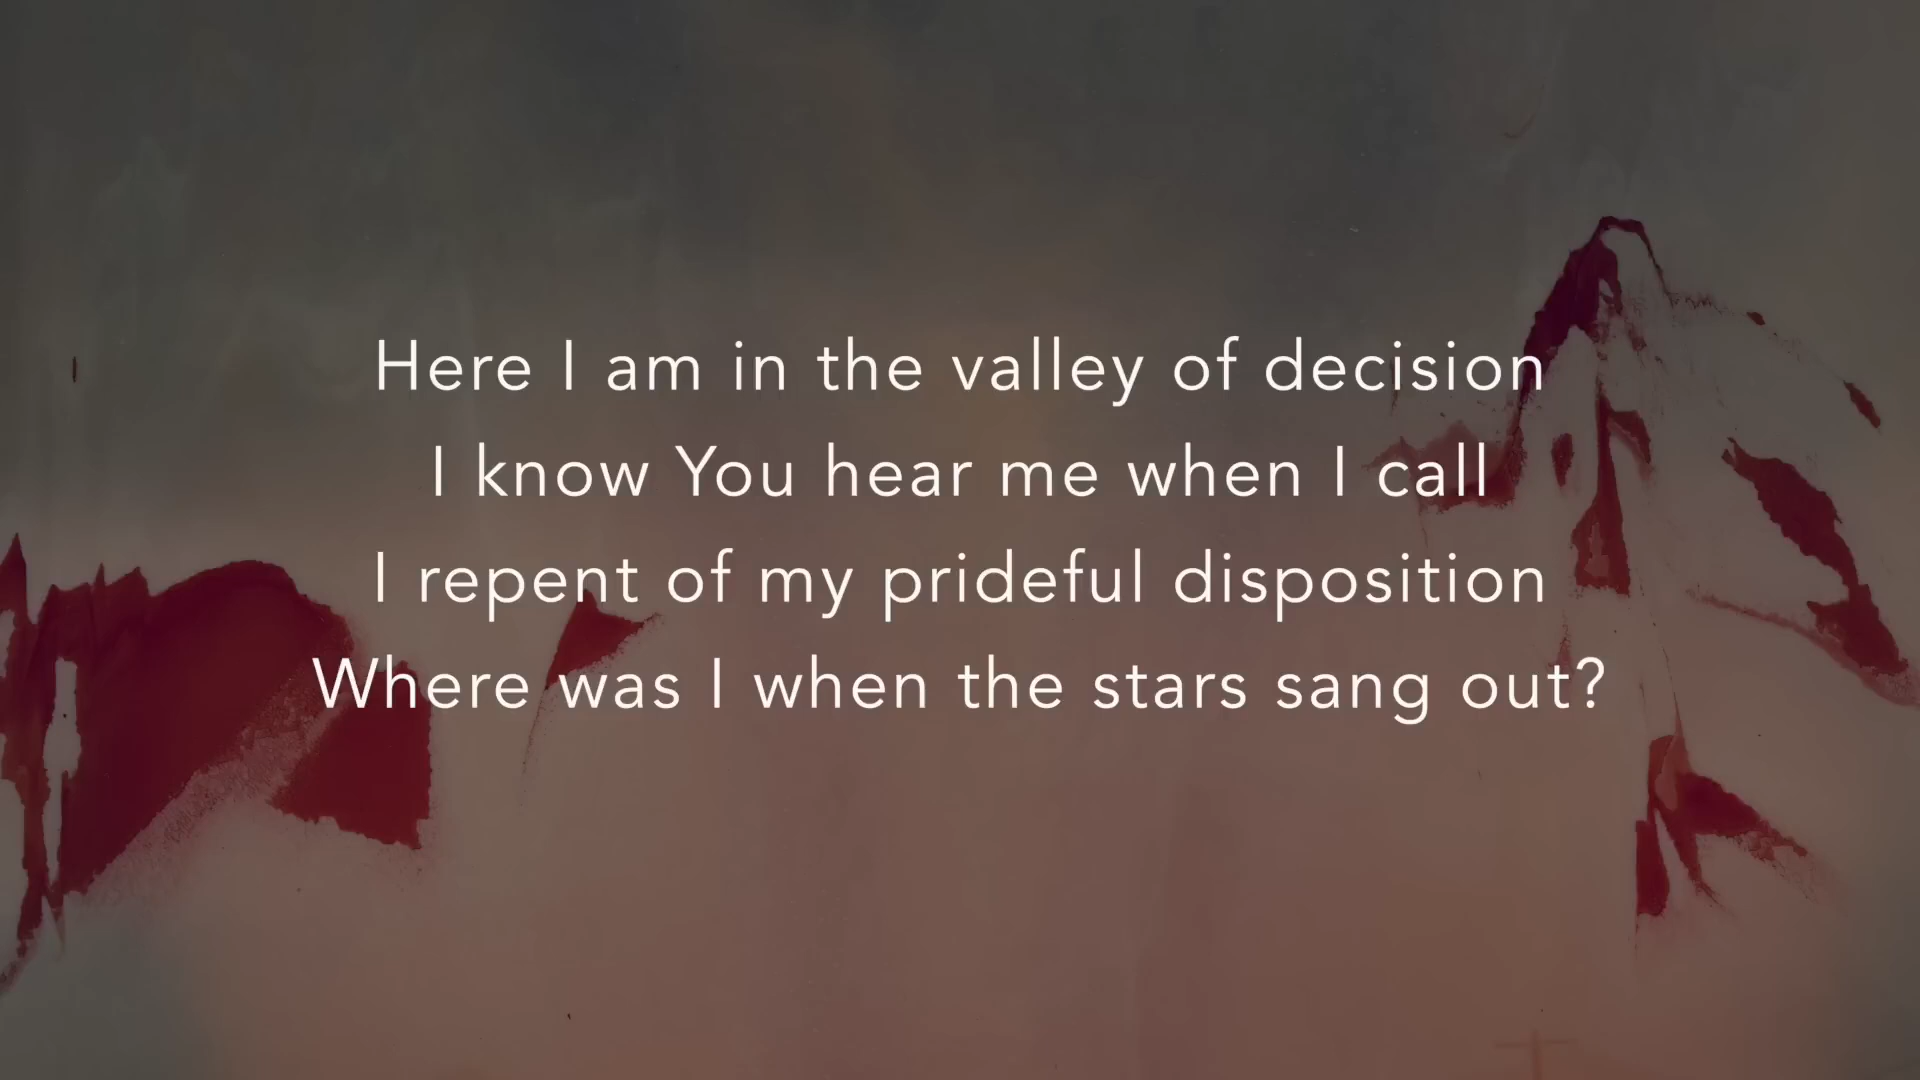 Here I am in the valley of decision
I know You hear me when I call
I repent of my prideful disposition
Where was I when the stars sang out?